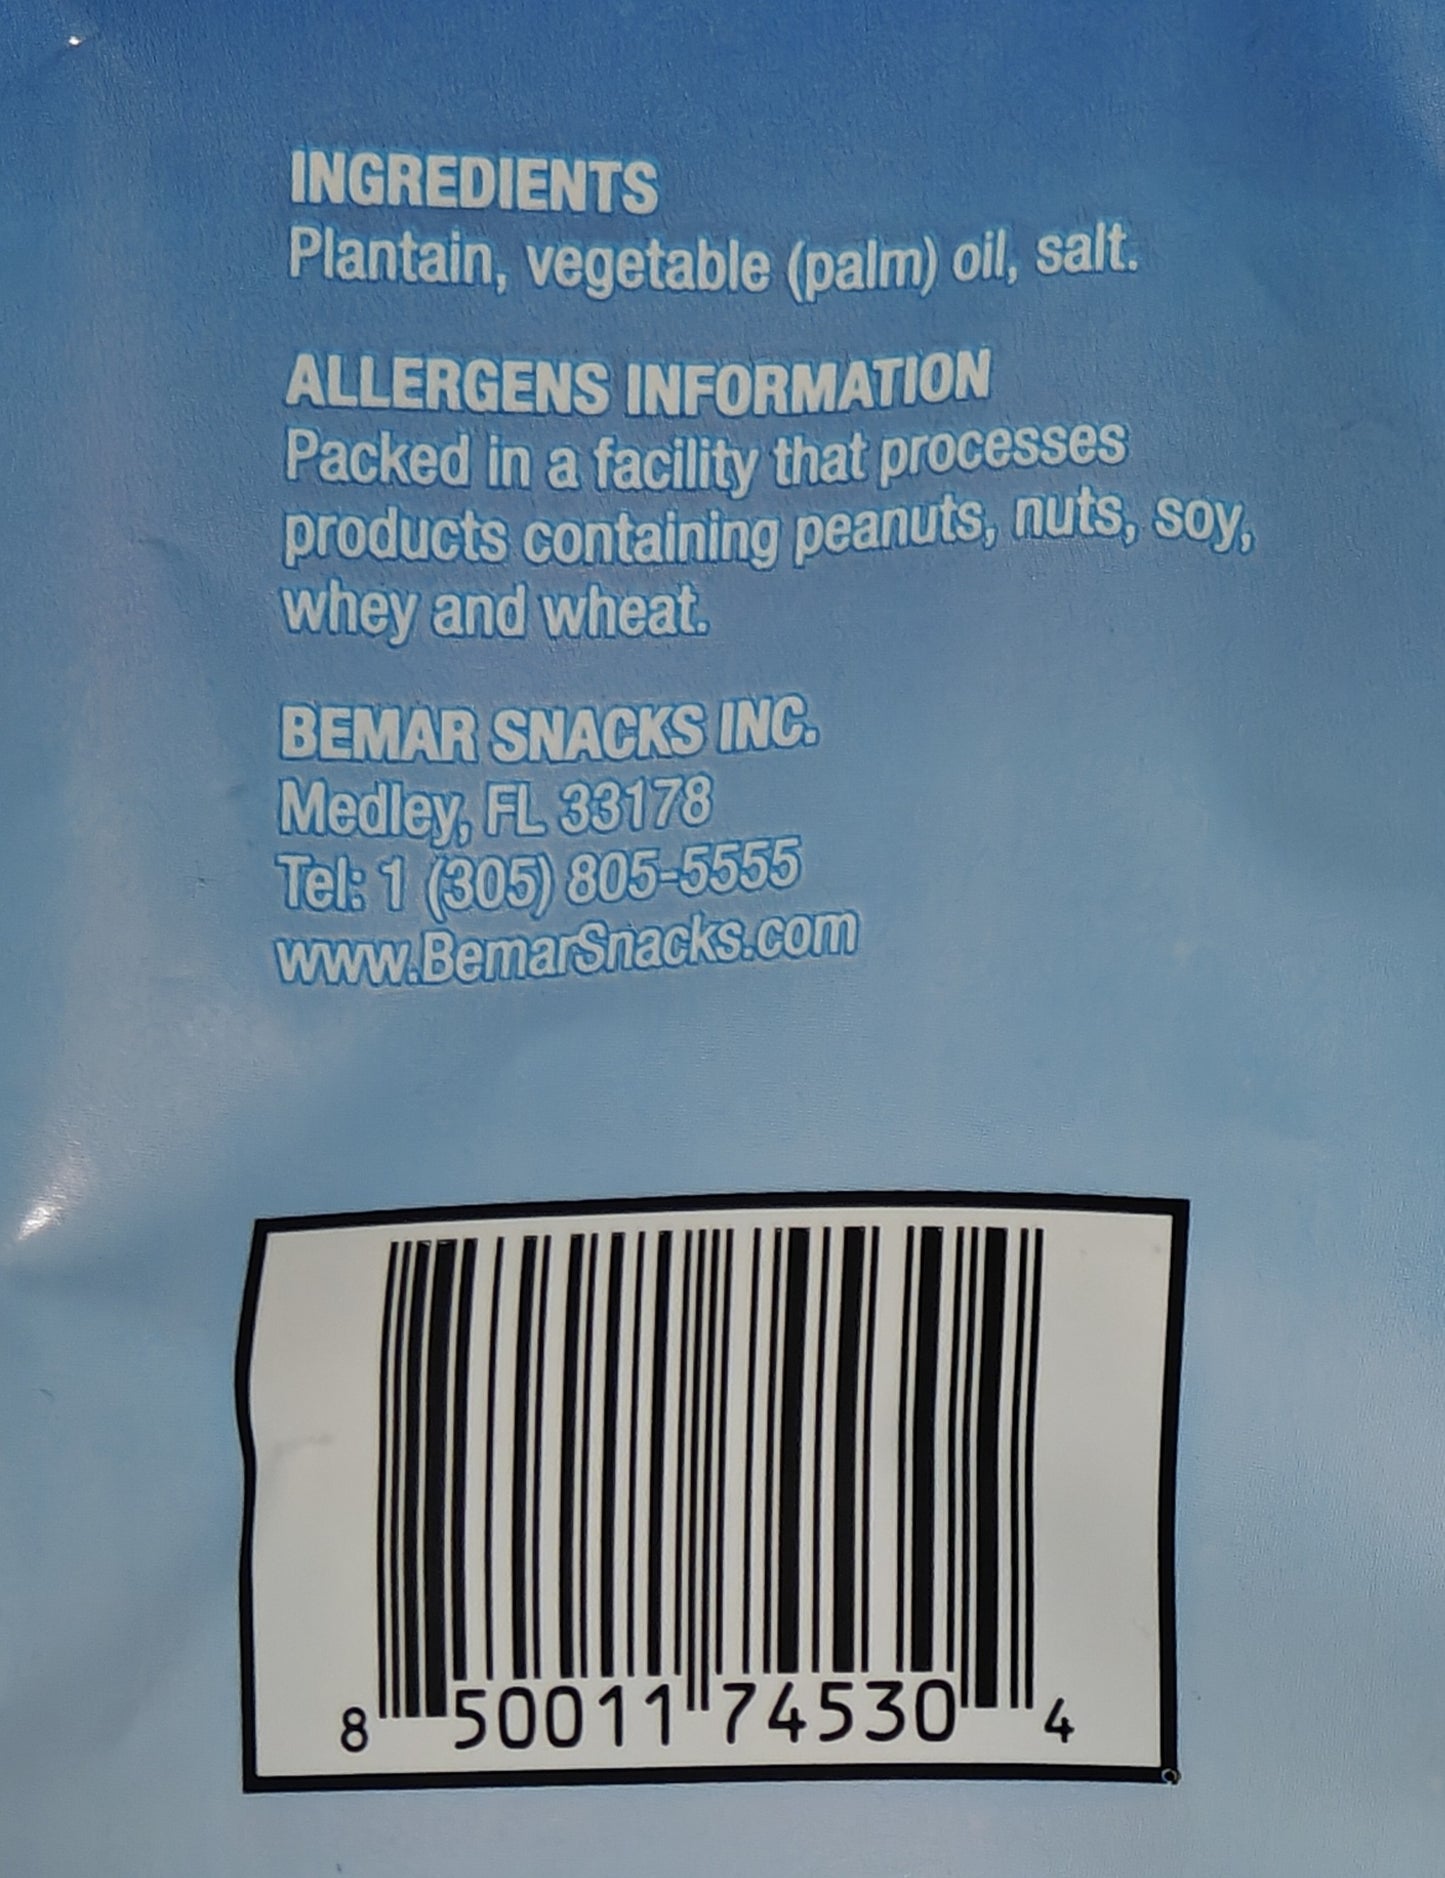 INGREDIENTS
Plantain, vegetable (palm) oil, salt.
ALLERGENS INFORMATION
Packed in a facility that processes
products containing peanuts, nuts, soy,
whey and wheat.
BEMAR SNACKS INC.
Medley, FL 33178
Tel: 1 (305) 805-5555
www.BemarSnacks.com
8 50011 74530 4